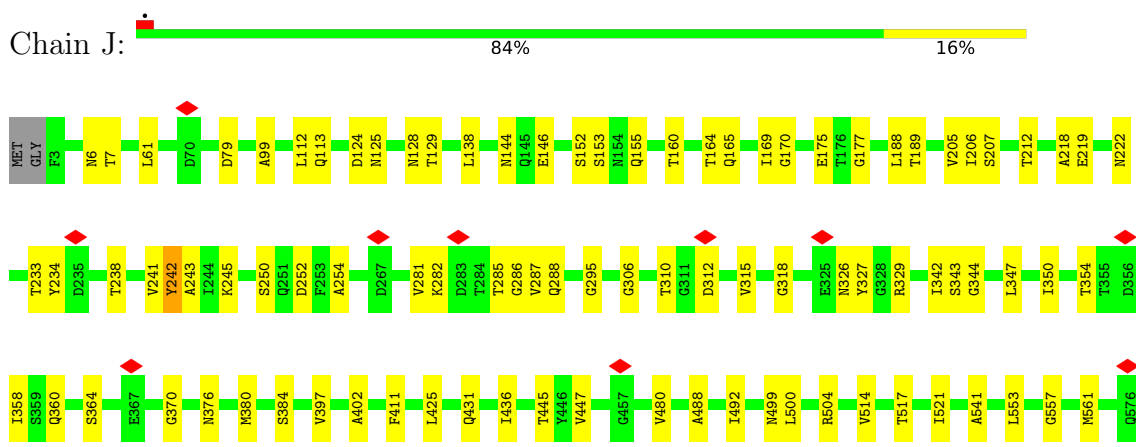 Chain J:
84% 16%
MET GLY F3 N6 T7 L61 D70 D79 A99 L112 Q113 D124 N125 N128 T129 L138 N144 Q145 E146 S152 S153 N154 Q155 T160 T164 Q165 I169 G170 E175 T176 G177 L188 T189 V205 I206 S207 T212 A218 E219 N222
T233 Y234 D235 T238 V241 Y242 A243 I244 K245 S250 Q251 D252 F253 A254 D267 V281 K282 D283 T284 T285 G286 V287 Q288 G295 G306 T310 G311 D312 V315 G318 E325 N326 Y327 G328 R329 I342 S343 G344 L347 I350 T354 T355 D356
I358 S359 Q360 S364 E367 G370 N376 M380 S384 V397 A402 F411 L425 Q431 I436 T445 Y446 V447 G457 V480 A488 I492 N499 L500 R504 V514 T517 I521 A541 L553 G557 M561 Q576